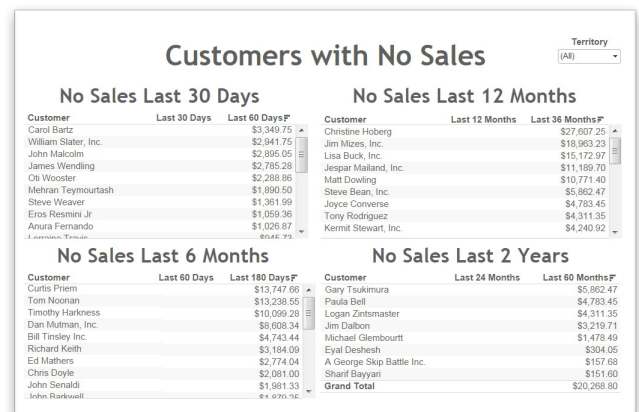 Territory
Customers with No Sales
(All)
No Sales Last 30 Days
Customer Last 30 Days Last 60 Days
Carol Bartz $3,349.75
William Slater, Inc. $2,941.75
John Malcolm $2,895.05
James Wendling $2,785.28
Oti Wooster $2,288.86
Mehran Teymourtash $1,890.50
Steve Weaver $1,361.99
Eros Resmini Jr $1,059.36
Anura Fernando $1,026.87
Lorraine Travis $945.73
No Sales Last 12 Months
Customer Last 12 Months Last 36 Months
Christine Hoberg $27,607.25
Jim Mizes, Inc. $18,963.23
Lisa Buck, Inc. $15,172.97
Jespar Mailand, Inc. $11,189.70
Matt Dowling $10,771.40
Steve Bean, Inc. $5,862.47
Joyce Converse $4,783.45
Tony Rodriguez $4,311.35
Kermit Stewart, Inc. $4,240.92
No Sales Last 6 Months
Customer Last 60 Days Last 180 Days
Curtis Priem $13,747.66
Tom Noonan $13,238.55
Timothy Harkness $10,099.28
Dan Mutman, Inc. $8,608.34
Bill Tinsley Inc. $4,743.44
Richard Keith $3,184.09
Ed Mathers $2,774.04
Chris Doyle $2,081.00
John Senaldi $1,981.33
John Barkwell $1,879.25
No Sales Last 2 Years
Customer Last 24 Months Last 60 Months
Gary Tsukimura $5,862.47
Paula Bell $4,783.45
Logan Zintsmaster $4,311.35
Jim Dalbon $3,219.71
Michael Glembourtt $1,478.49
Eyal Deshesh $304.05
A George Skip Battle Inc. $157.68
Sharif Bayyari $151.60
Grand Total $20,268.80